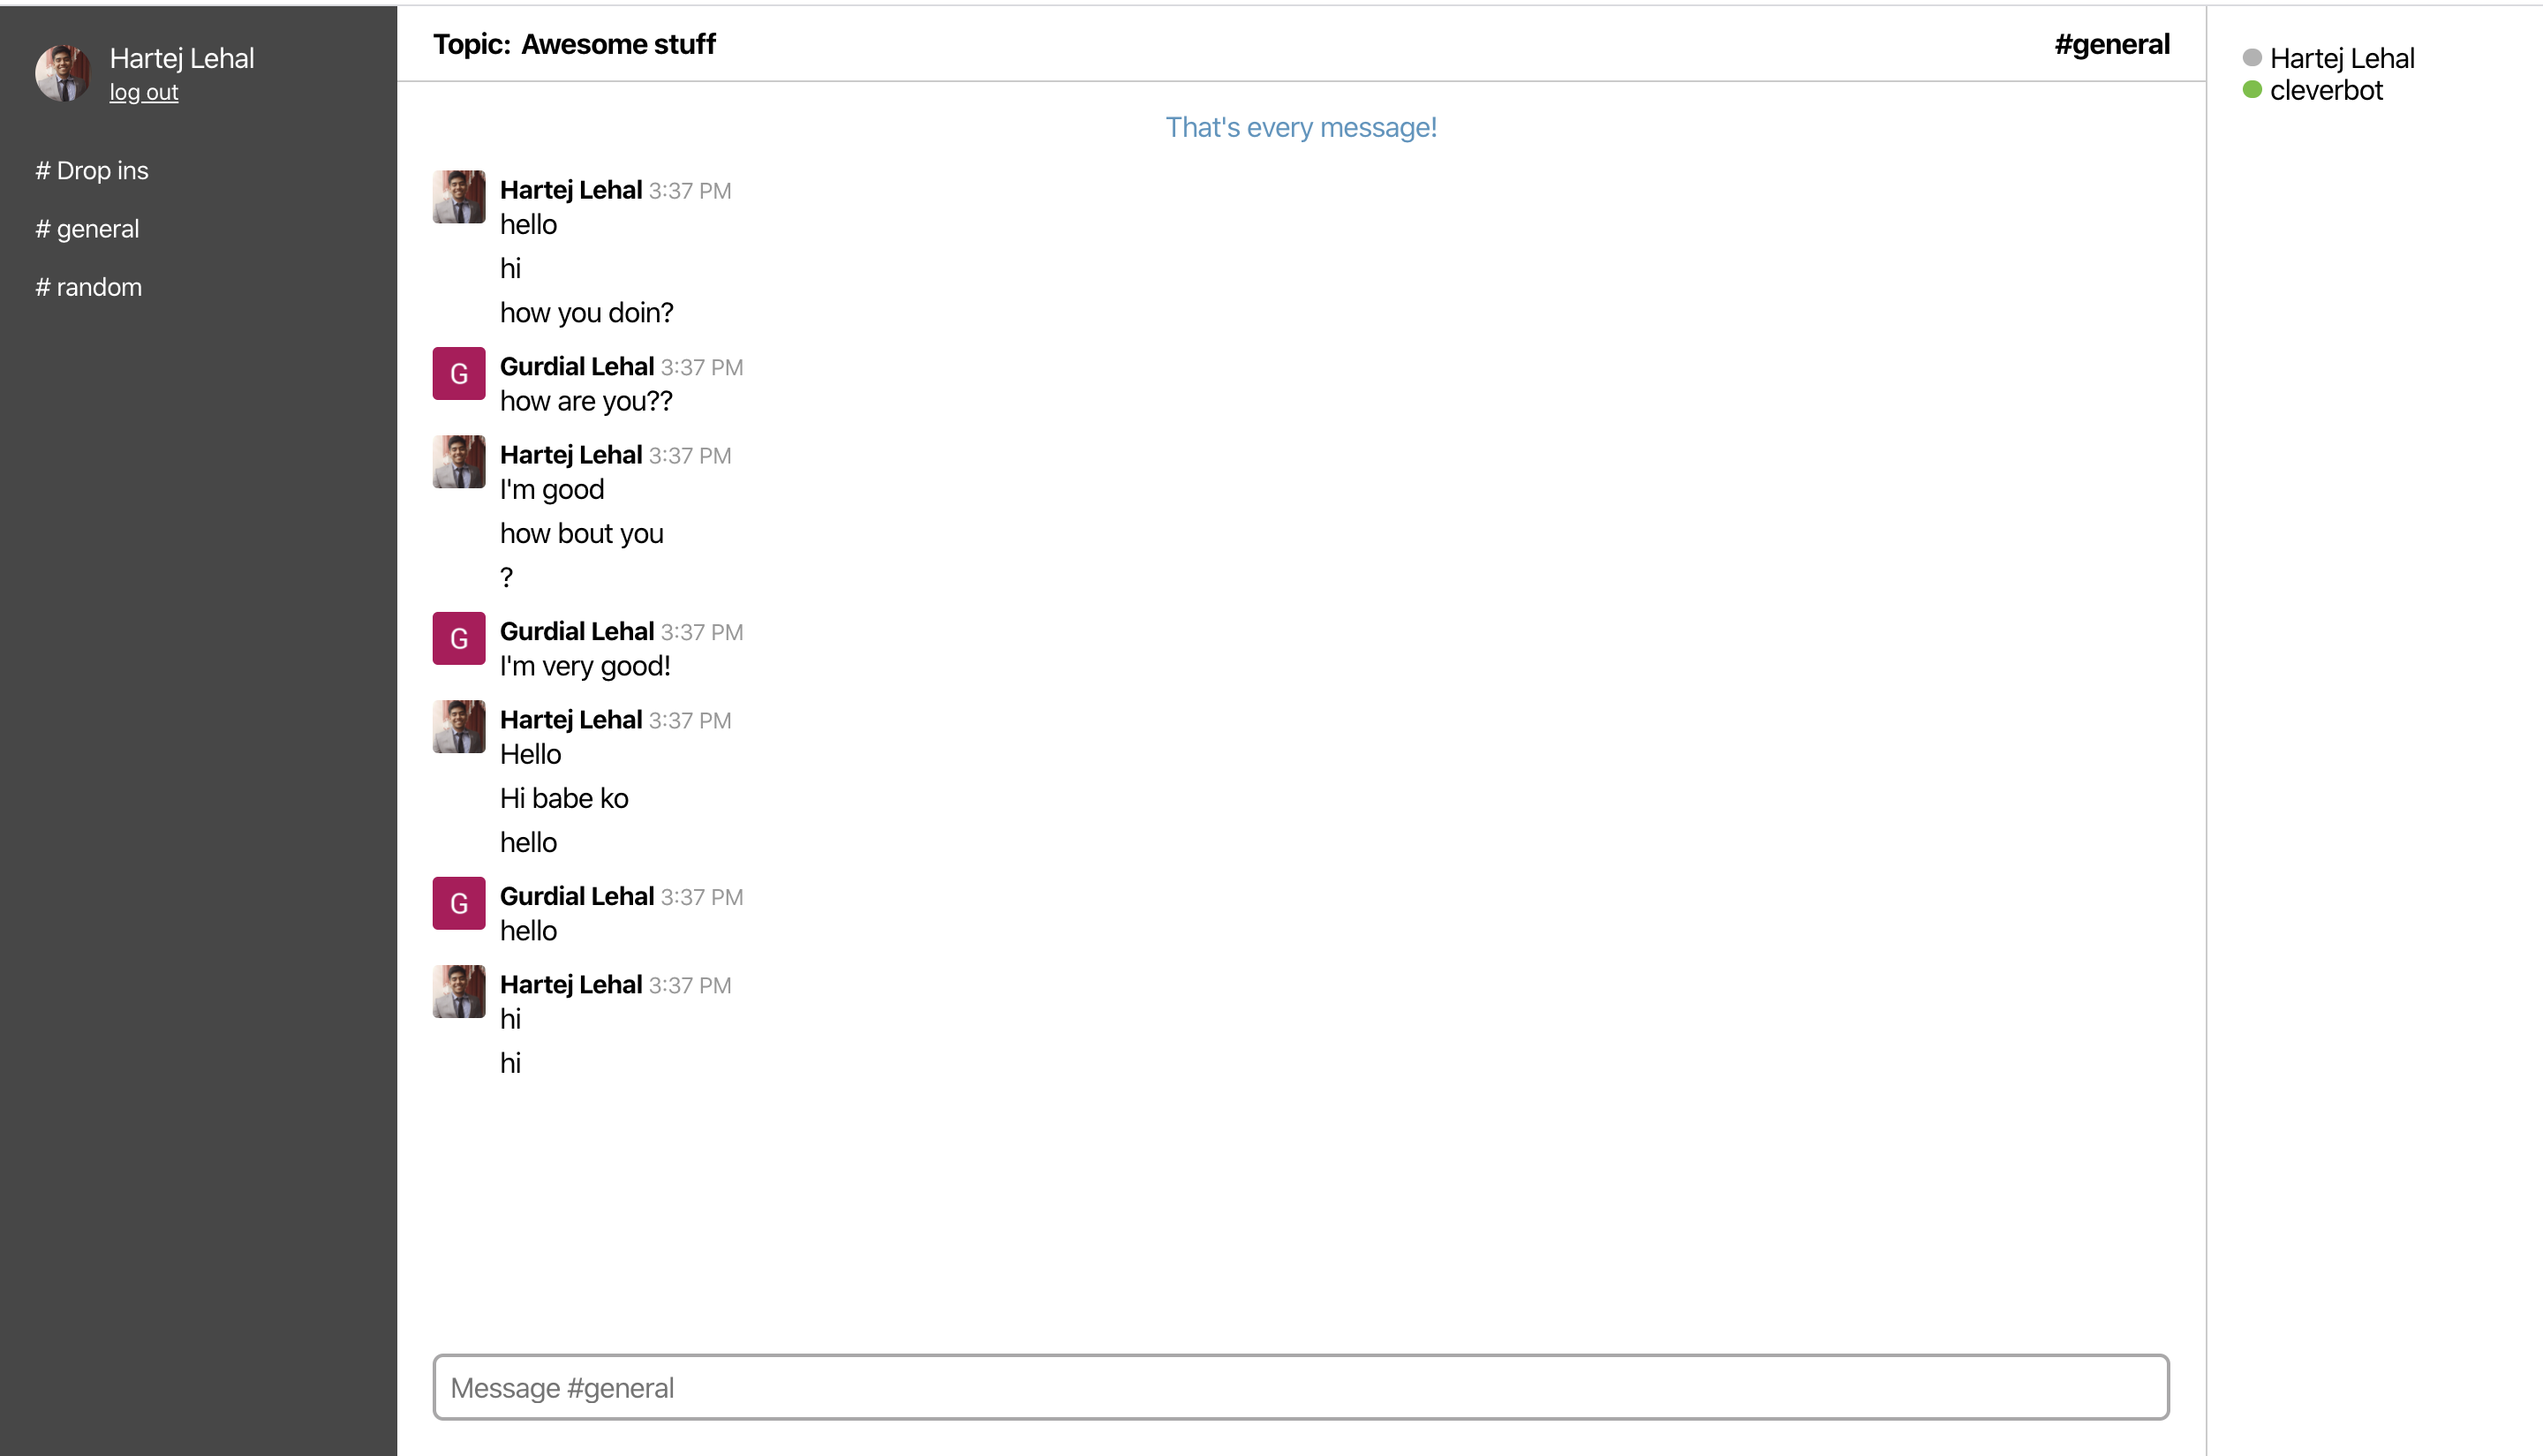 Hartej Lehal
log out
# Drop ins
# general
# random
Topic: Awesome stuff
#general
That's every message!
Hartej Lehal 3:37 PM
hello
hi
how you doin?
G
Gurdial Lehal 3:37 PM
how are you??
Hartej Lehal 3:37 PM
I'm good
how bout you
?
G
Gurdial Lehal 3:37 PM
I'm very good!
Hartej Lehal 3:37 PM
Hello
Hi babe ko
hello
G
Gurdial Lehal 3:37 PM
hello
Hartej Lehal 3:37 PM
hi
hi
Message #general
Hartej Lehal
cleverbot